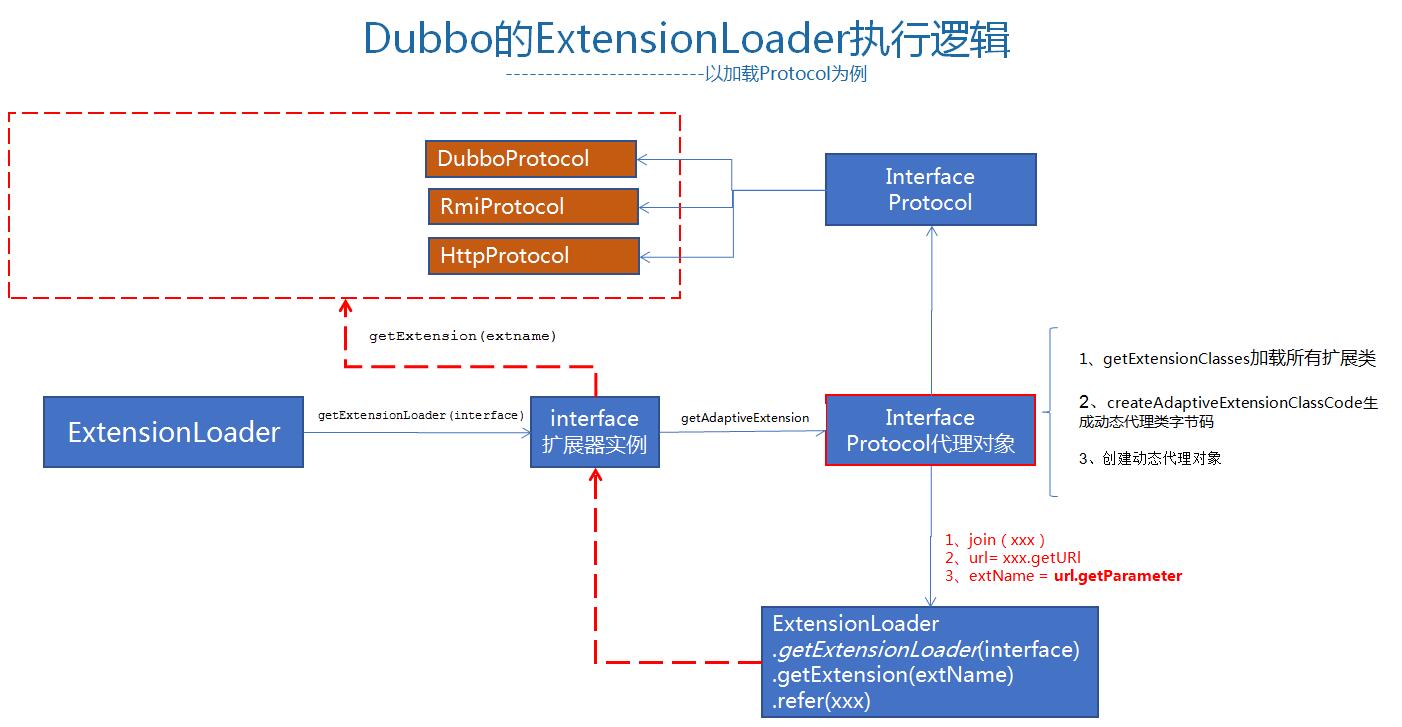 Dubbo的ExtensionLoader执行逻辑
-------------------------以加载Protocol为例
DubboProtocol
RmiProtocol
HttpProtocol
Interface
Protocol
getExtension(extname)
ExtensionLoader
getExtensionLoader(interface)
interface
扩展器实例
getAdaptiveExtension
Interface
Protocol代理对象
1、getExtensionClasses加载所有扩展类
2、createAdaptiveExtensionClassCode生
成动态代理类字节码
3、创建动态代理对象
1、join（xxx）
2、url= xxx.getURl
3、extName = url.getParameter
ExtensionLoader
.getExtensionLoader(interface)
.getExtension(extName)
.refer(xxx)